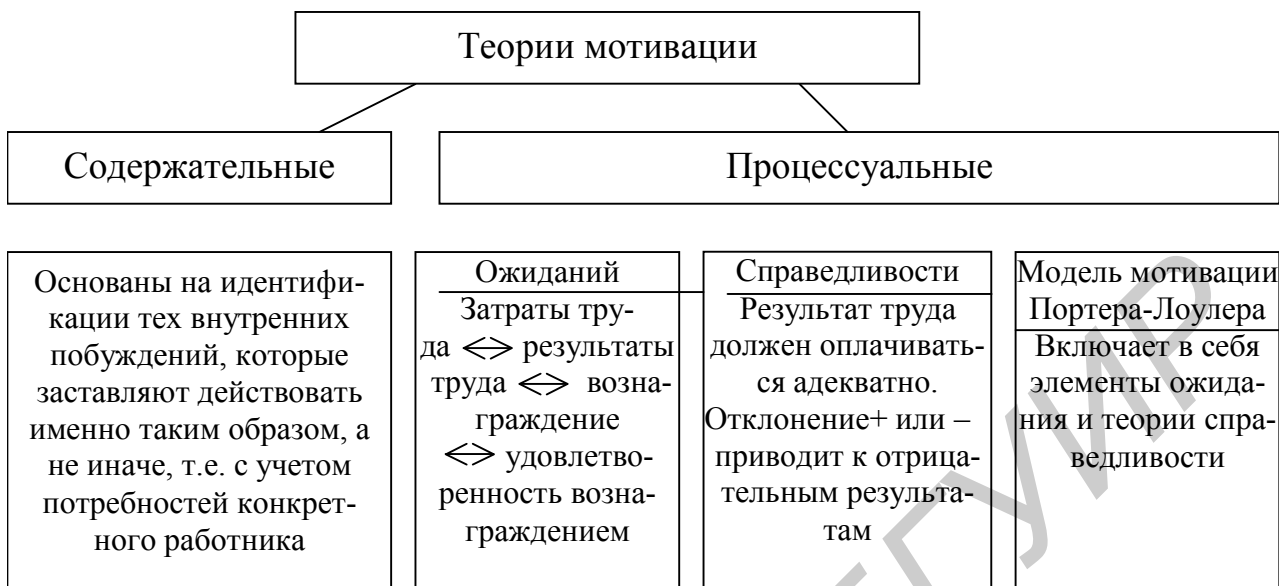 Теории мотивации
Содержательные
Процессуальные
Основаны на идентифи-
кации тех внутренних
побуждений, которые
заставляют действовать
именно таким образом, а
не иначе, т.е. с учетом
потребностей конкрет-
ного работника
Ожиданий
Затраты тру-
да <=> результаты
труда <=> возна-
граждение
<=> удовлетво-
ренность возна-
граждением
Справедливости
Результат труда
должен оплачивать-
ся адекватно.
Отклонение+ или –
приводит к отрица-
тельным результа-
там
Модель мотивации
Портера-Лоулера
Включает в себя
элементы ожида-
ния и теории спра-
ведливости
ГУИР